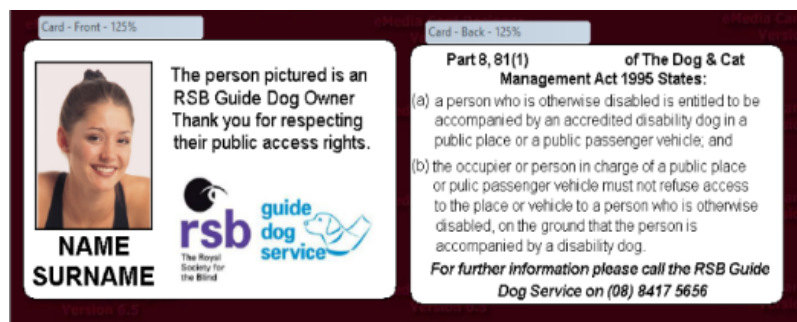 Card - Front - 125%
The person pictured is an
RSB Guide Dog Owner
Thank you for respecting
their public access rights.
NAME
SURNAME
rsb
The Royal
Society for
the Blind
guide
dog
service
Card - Back - 125%
Part 8, 81(1) of The Dog & Cat
Management Act 1995 States:
(a) a person who is otherwise disabled is entitled to be
accompanied by an accredited disability dog in a
public place or a public passenger vehicle; and
(b) the occupier or person in charge of a public place
or pulic passenger vehicle must not refuse access
to the place or vehicle to a person who is otherwise
disabled, on the ground that the person is
accompanied by a disability dog.
For further information please call the RSB Guide
Dog Service on (08) 8417 5656
Version 6.5